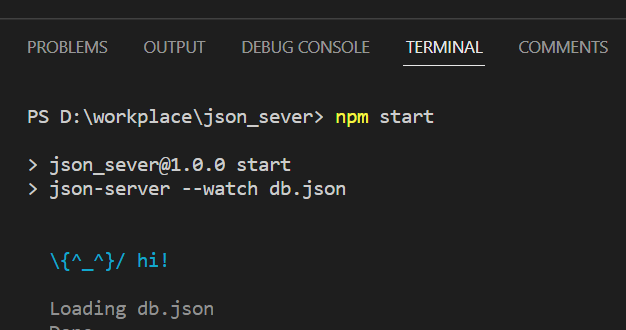 PROBLEMS OUTPUT DEBUG CONSOLE TERMINAL COMMENTS
PS D:\workplace\json_sever> npm start
> json_sever@1.0.0 start
> json-server --watch db.json
\{^_^}/ hi!
Loading db.json